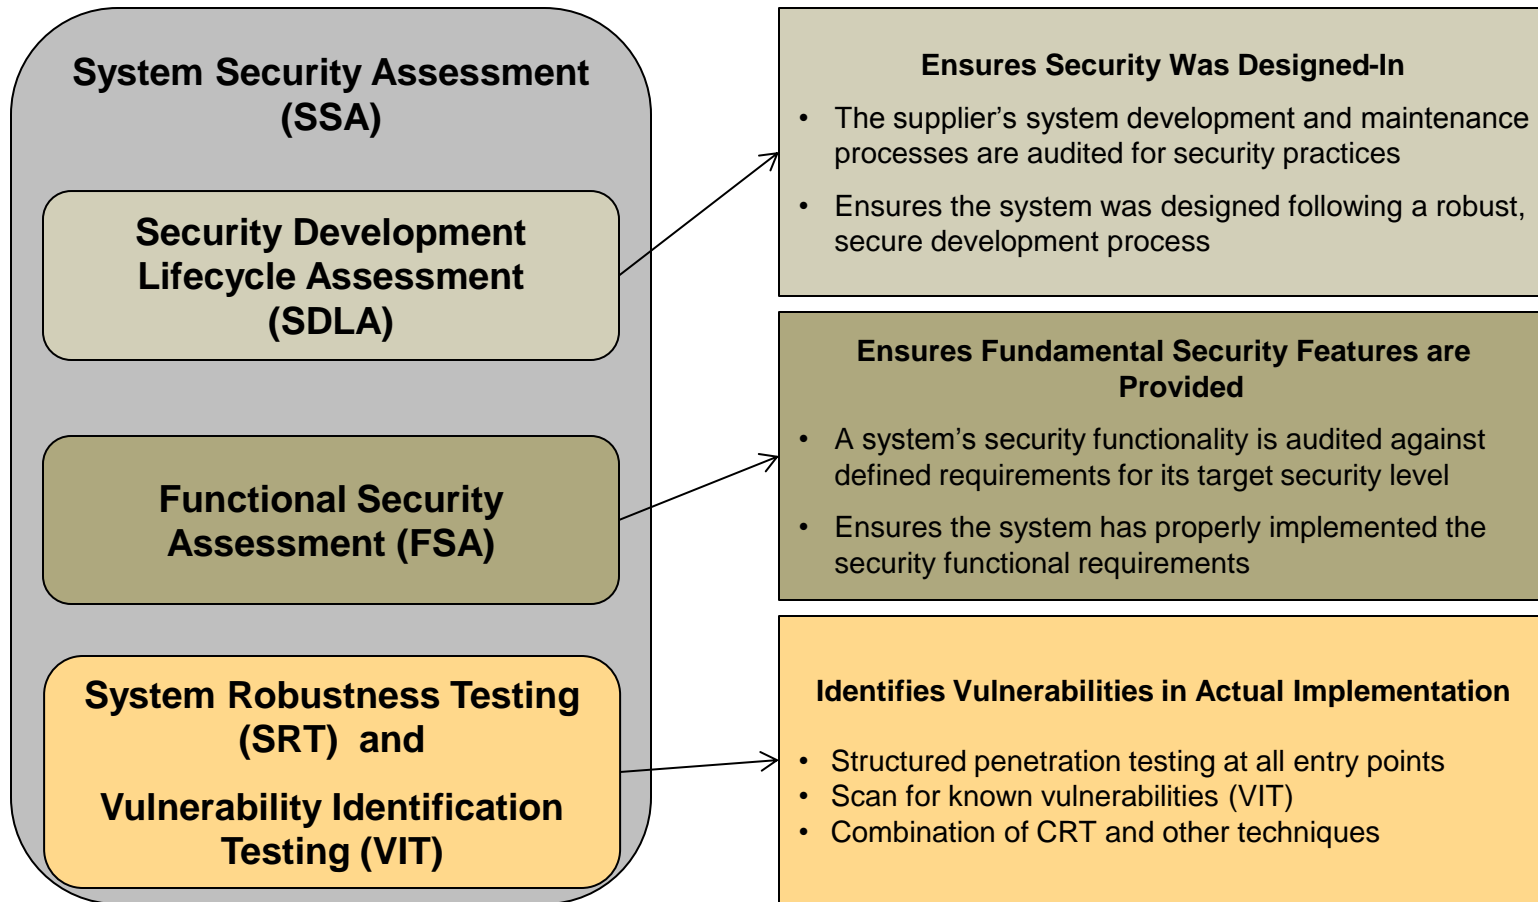 System Security Assessment
(SSA)
Security Development
Lifecycle Assessment
(SDLA)
Functional Security
Assessment (FSA)
System Robustness Testing
(SRT) and
Vulnerability Identification
Testing (VIT)
Ensures Security Was Designed-In
• The supplier’s system development and maintenance
processes are audited for security practices
• Ensures the system was designed following a robust,
secure development process
Ensures Fundamental Security Features are
Provided
• A system’s security functionality is audited against
defined requirements for its target security level
• Ensures the system has properly implemented the
security functional requirements
Identifies Vulnerabilities in Actual Implementation
• Structured penetration testing at all entry points
• Scan for known vulnerabilities (VIT)
• Combination of CRT and other techniques